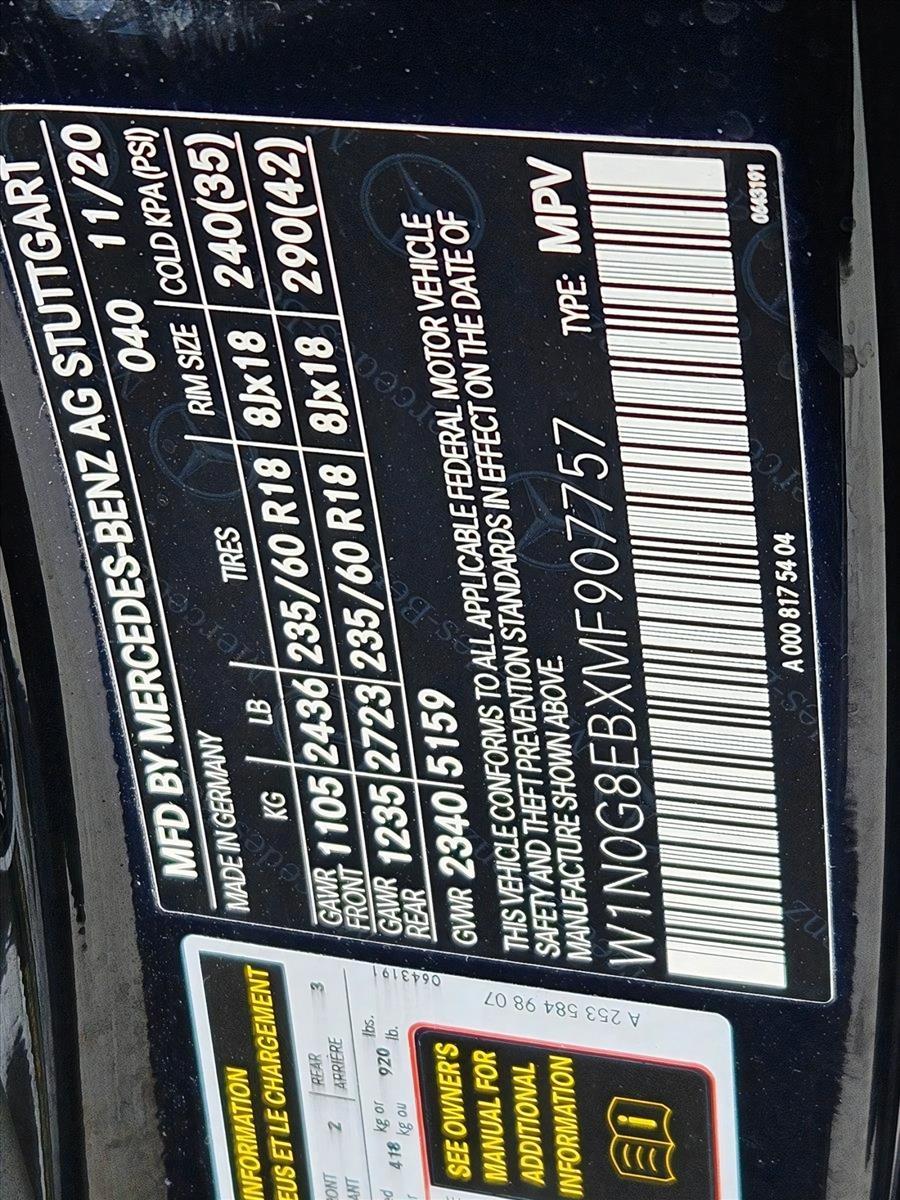 MFD BY MERCEDES-BENZ AG STUTTGART
MADE IN GERMANY 040 11/20
KG LB TIRES RIM SIZE COLD KPA (PSI)
GAWR FRONT 1105 2436 235/60 R18 8Jx18 240(35)
GAWR REAR 1235 2723 235/60 R18 8Jx18 290(42)
GVWR 2340 5159
THIS VEHICLE CONFORMS TO ALL APPLICABLE FEDERAL MOTOR VEHICLE
SAFETY AND THEFT PREVENTION STANDARDS IN EFFECT ON THE DATE OF
MANUFACTURE SHOWN ABOVE.
TYPE: MPV
W1N0G8EBXMF907757
A 000 817 54 04
0643191
INFORMATION
LE CHARGEMENT
2 REAR 3
ARRIÈRE
418 kg or 920 lbs.
kg ou lb.
0643191
A 253 584 98 07
SEE OWNER'S
MANUAL FOR
ADDITIONAL
INFORMATION